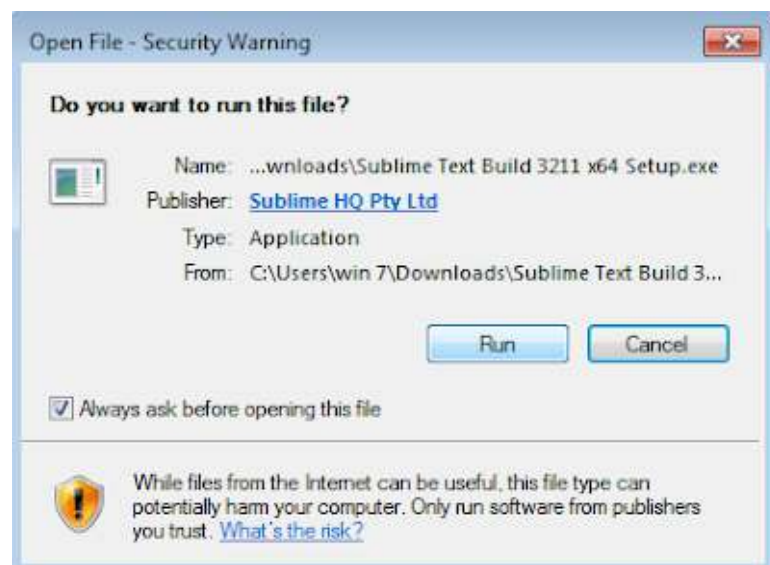 Open File - Security Warning
Do you want to run this file?
Name: ...wnloads\Sublime Text Build 3211 x64 Setup.exe
Publisher: Sublime HQ Pty Ltd
Type: Application
From: C:\Users\win 7\Downloads\Sublime Text Build 3...
Run Cancel
Always ask before opening this file
While files from the Internet can be useful, this file type can
potentially harm your computer. Only run software from publishers
you trust. What's the risk?